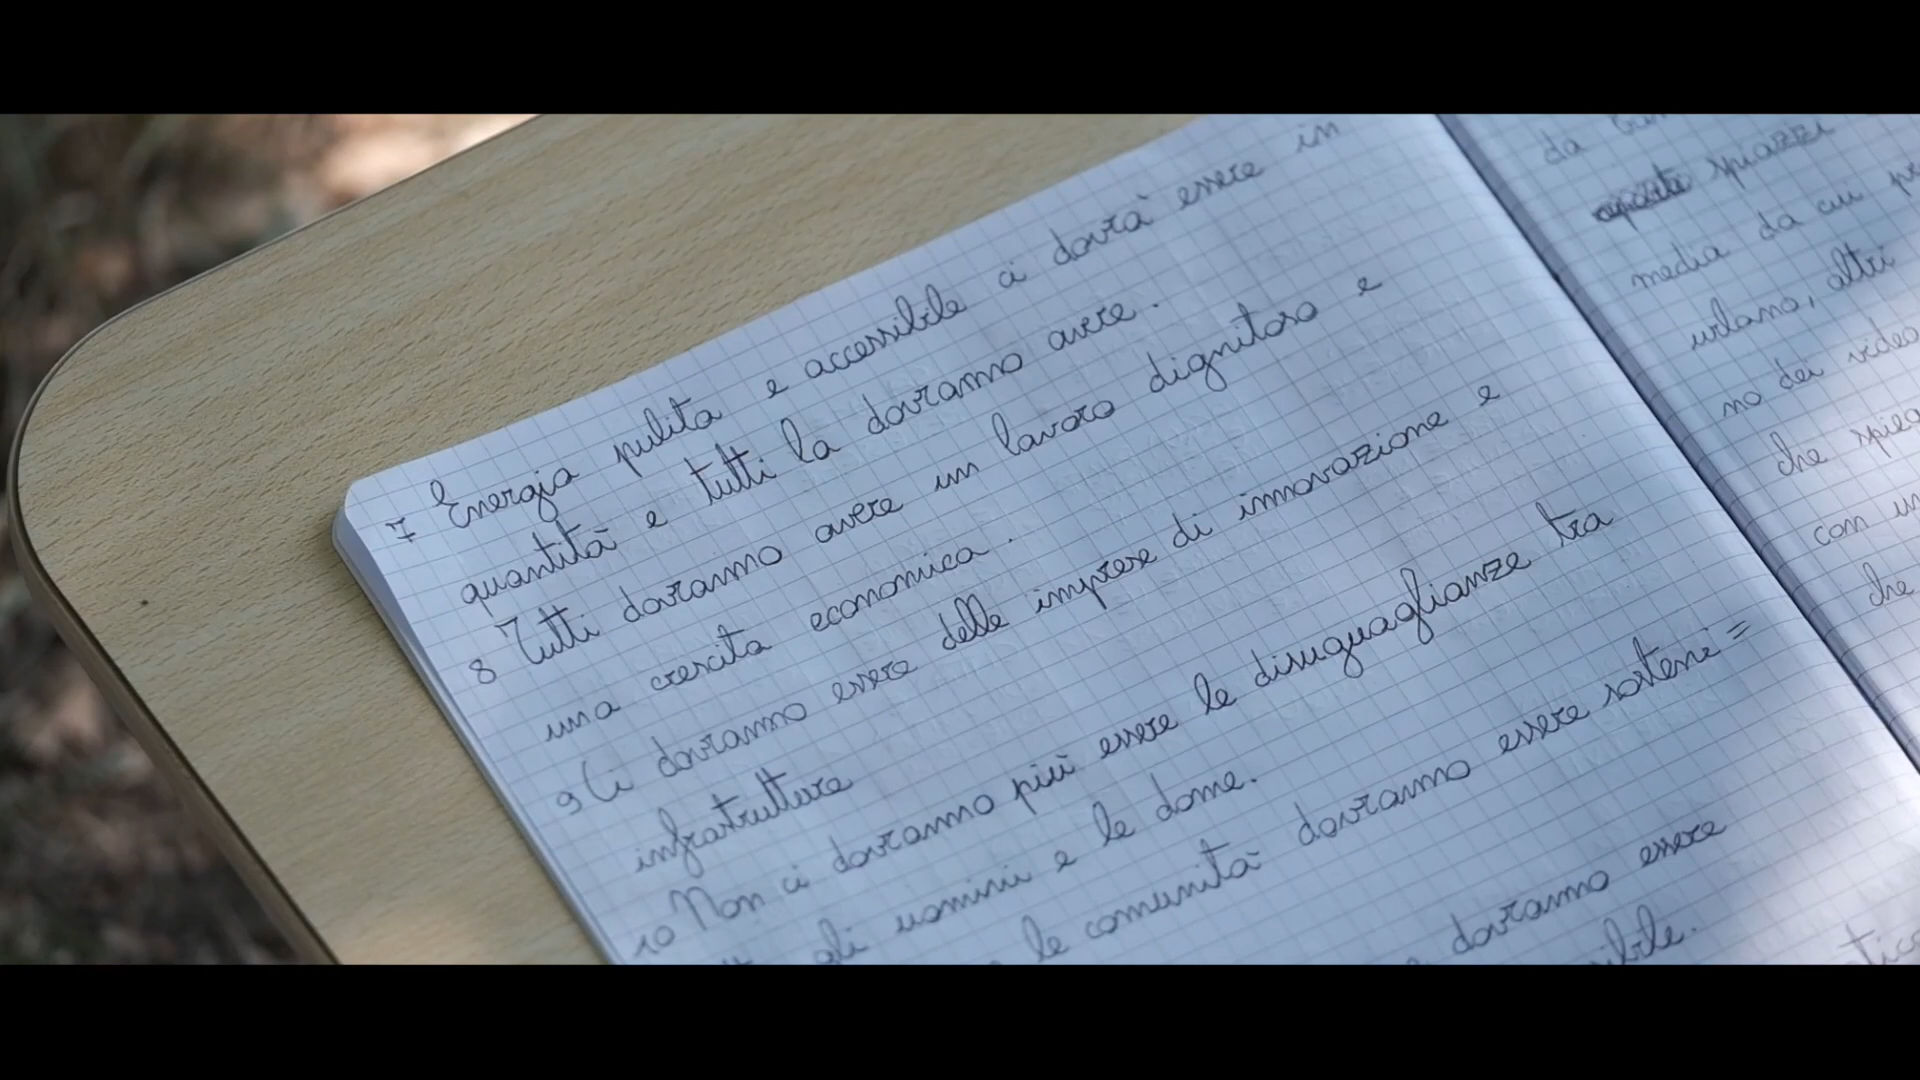 7 Energia pulita e accessibile ci dovrà essere in
quantità e tutti la dovranno avere.
8 Tutti dovranno avere un lavoro dignitoso e
una crescita economica.
9 Ci dovranno essere delle imprese di innovazione e
infrastrutture
10 Non ci dovranno più essere le disuguaglianze tra
gli uomini e le donne.
le comunità dovranno essere sosteni=
dovranno essere
da
spiazzi
media da cui
urbano, altri
no dei video
che
con un
che